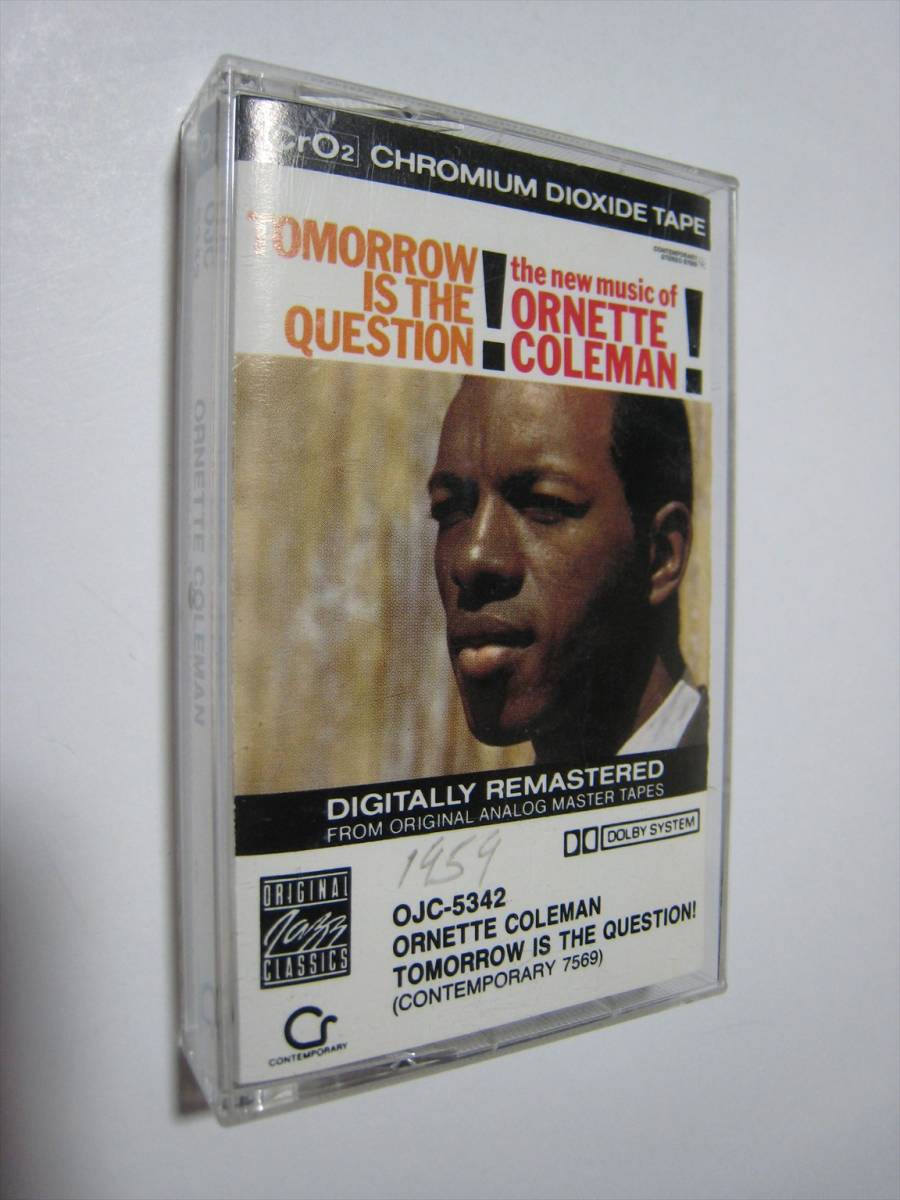 CrO2 CHROMIUM DIOXIDE TAPE
TOMORROW
IS THE
QUESTION!
the new music of
ORNETTE
COLEMAN!
DIGITALLY REMASTERED
FROM ORIGINAL ANALOG MASTER TAPES
DOLBY SYSTEM
1959
OJC-5342
ORNETTE COLEMAN
TOMORROW IS THE QUESTION!
(CONTEMPORARY 7569)
ORIGINAL
Jazz
CLASSICS
Cr
CONTEMPORARY
OJC
ORNETTE COLEMAN